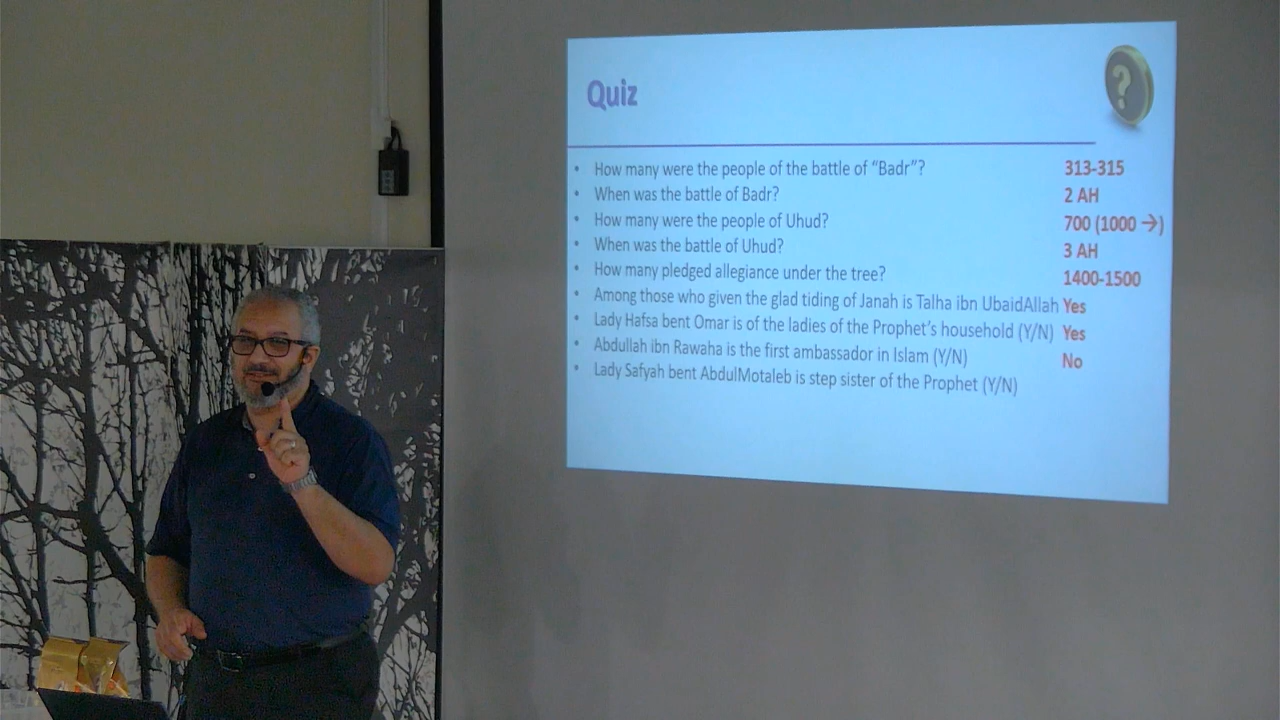 Quiz
?
• How many were the people of the battle of “Badr”? 313-315
• When was the battle of Badr? 2 AH
• How many were the people of Uhud? 700 (1000 →)
• When was the battle of Uhud? 3 AH
• How many pledged allegiance under the tree? 1400-1500
• Among those who given the glad tiding of Janah is Talha ibn UbaidAllah Yes
• Lady Hafsa bent Omar is of the ladies of the Prophet’s household (Y/N) Yes
• Abdullah ibn Rawaha is the first ambassador in Islam (Y/N) No
• Lady Safyah bent AbdulMotaleb is step sister of the Prophet (Y/N)